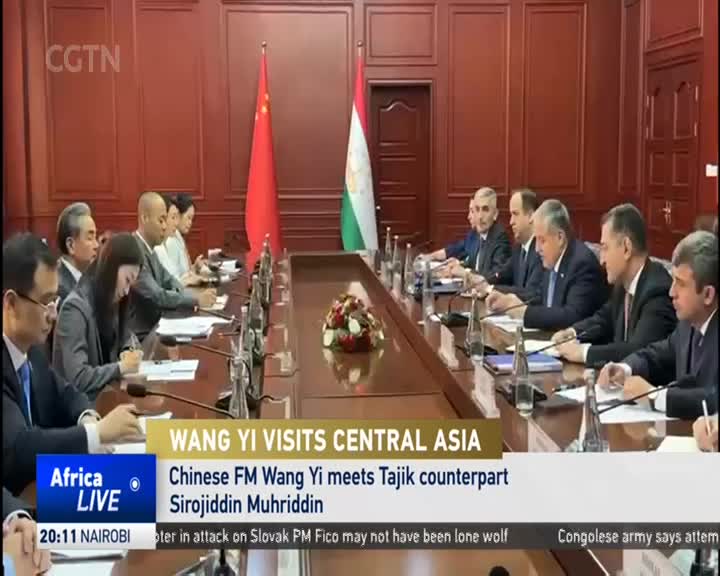 CGTN
WANG YI VISITS CENTRAL ASIA
Chinese FM Wang Yi meets Tajik counterpart
Sirojiddin Muhriddin
Africa
LIVE
20:11 NAIROBI
oter in attack on Slovak PM Fico may not have been lone wolf Congolese army says attem